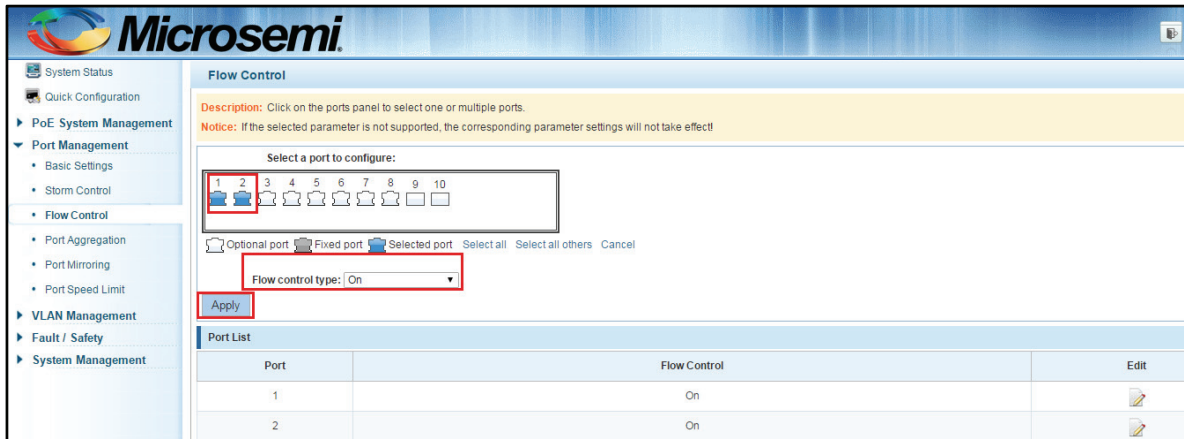 Microsemi.
System Status
Quick Configuration
PoE System Management
Port Management
Basic Settings
Storm Control
Flow Control
Port Aggregation
Port Mirroring
Port Speed Limit
VLAN Management
Fault / Safety
System Management
Flow Control
Description: Click on the ports panel to select one or multiple ports.
Notice: If the selected parameter is not supported, the corresponding parameter settings will not take effect!
Select a port to configure:
1 2 3 4 5 6 7 8 9 10
Optional port Fixed port Selected port Select all Select all others Cancel
Flow control type: On
Apply
Port List
Port Flow Control Edit
1 On
2 On